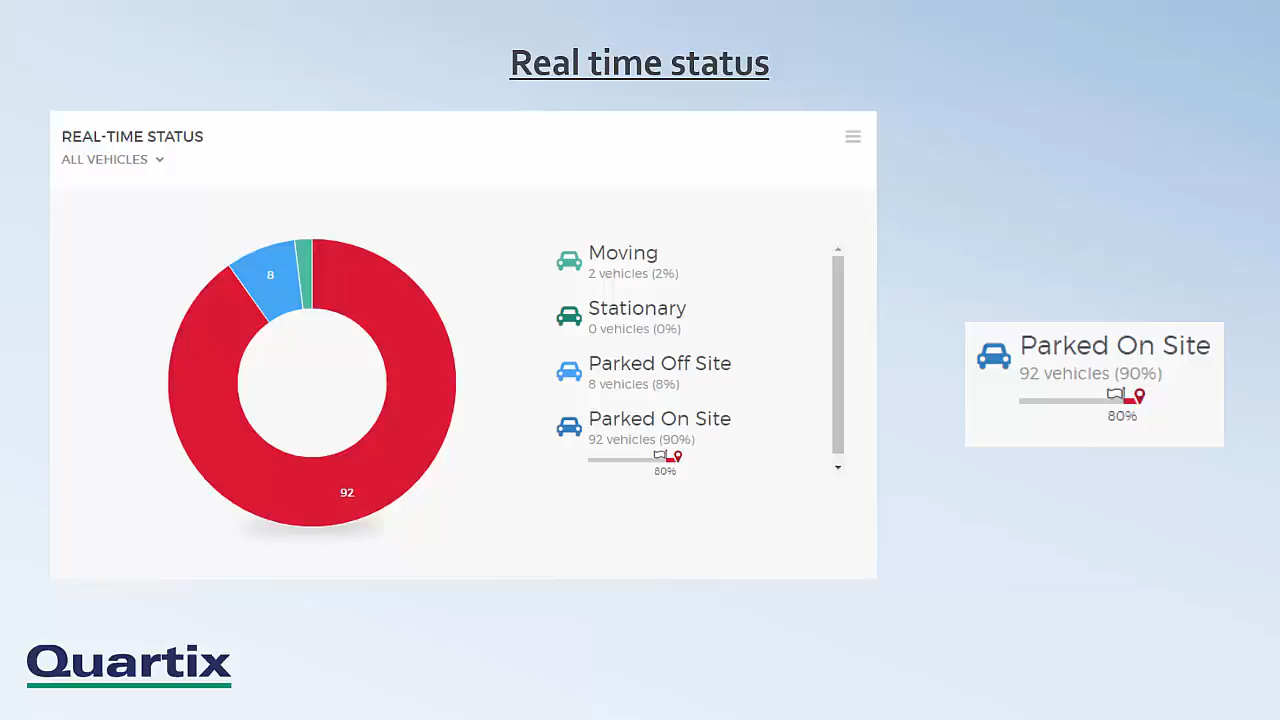 Real time status
REAL-TIME STATUS
ALL VEHICLES
8
92
Moving
2 vehicles (2%)
Stationary
0 vehicles (0%)
Parked Off Site
8 vehicles (8%)
Parked On Site
92 vehicles (90%)
80%
Parked On Site
92 vehicles (90%)
80%
Quartix